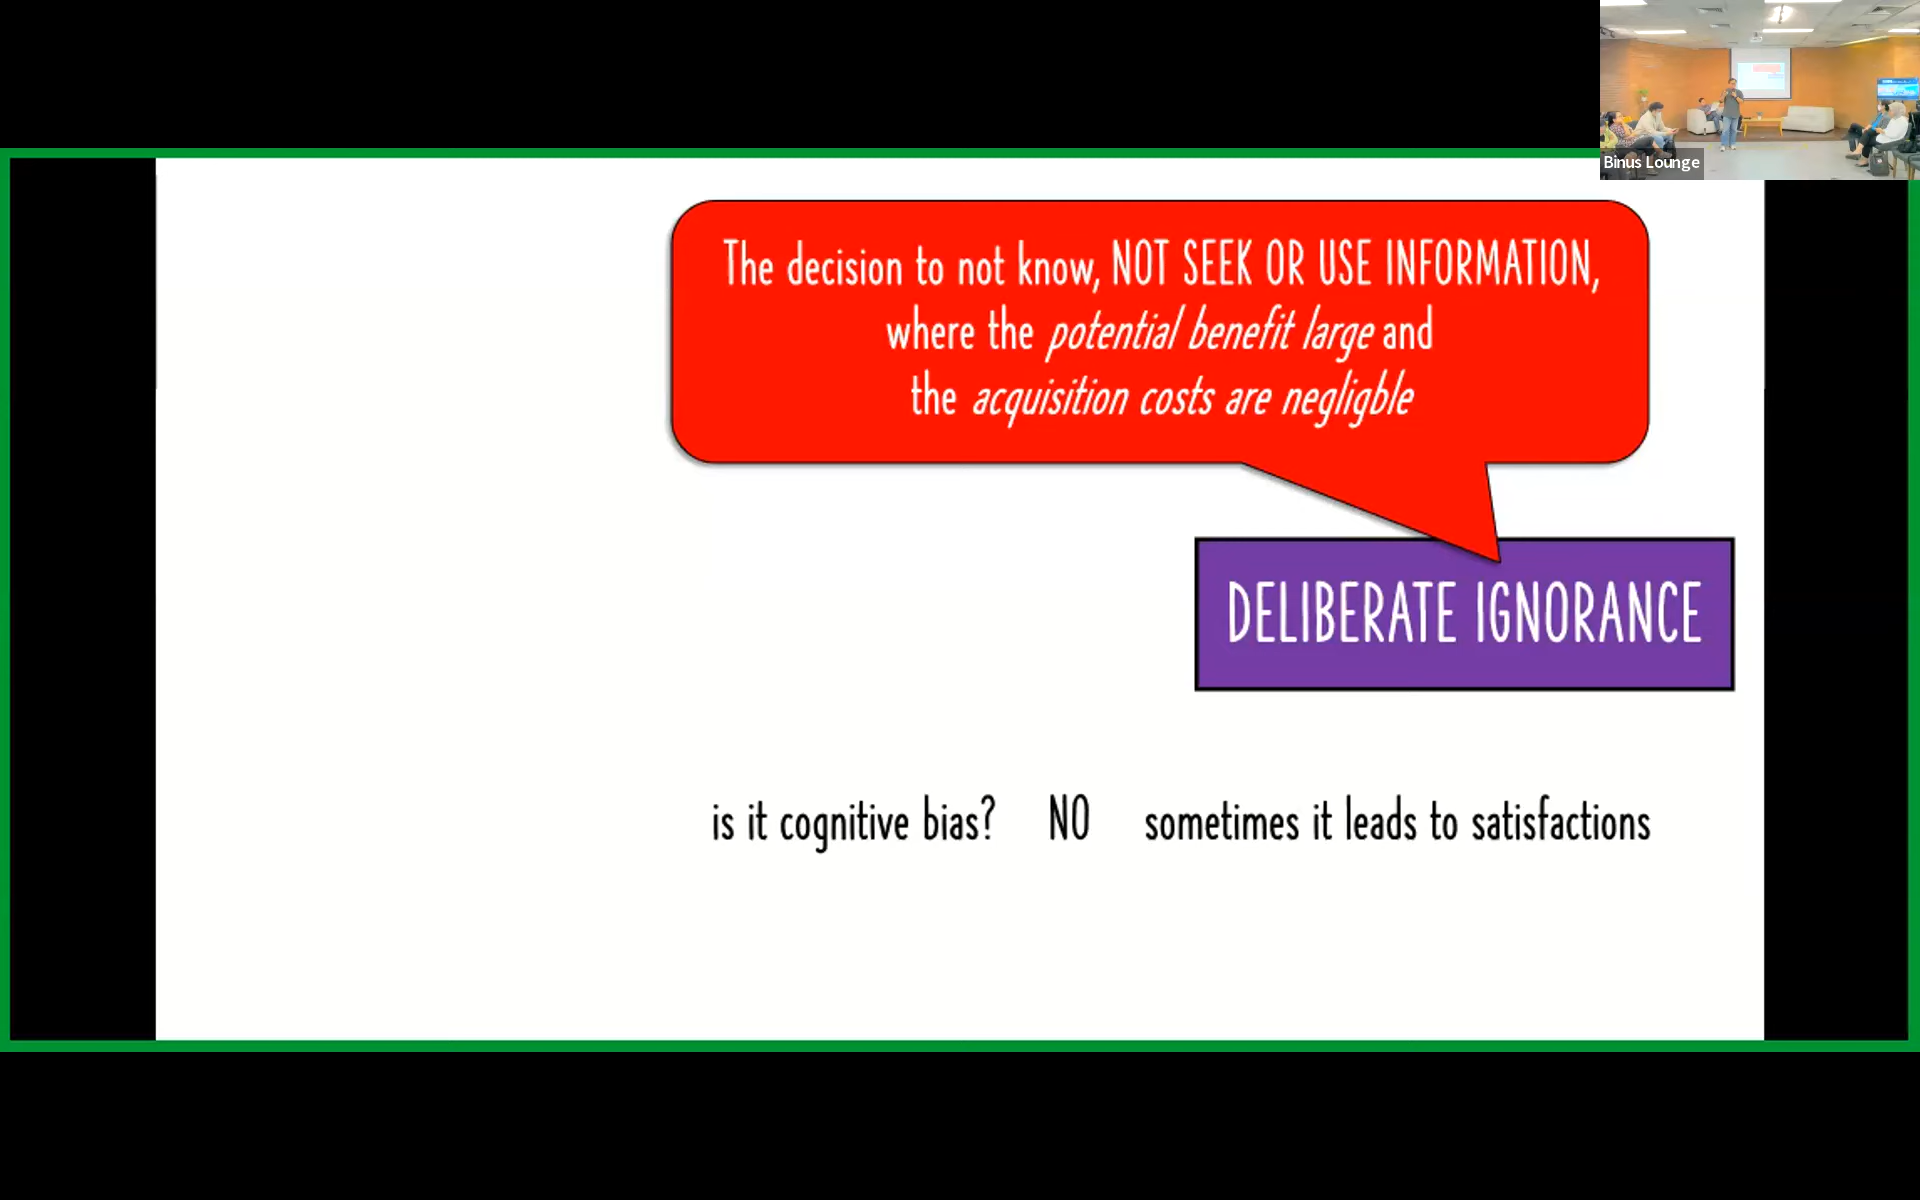 Binus Lounge
The decision to not know, NOT SEEK OR USE INFORMATION,
where the potential benefit large and
the acquisition costs are negligble
DELIBERATE IGNORANCE
is it cognitive bias? NO sometimes it leads to satisfactions